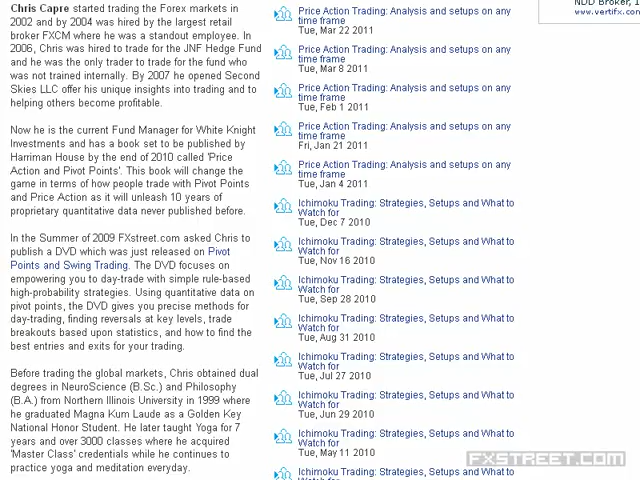 Chris Capre started trading the Forex markets in
2002 and by 2004 was hired by the largest retail
broker FXCM where he was a standout employee. In
2006, Chris was hired to trade for the JNF Hedge Fund
and he was the only trader to trade for the fund who
was not trained internally. By 2007 he opened Second
Skies LLC offer his unique insights into trading and to
helping others become profitable.
Now he is the current Fund Manager for White Knight
Investments and has a book set to be published by
Harriman House by the end of 2010 called 'Price
Action and Pivot Points'. This book will change the
game in terms of how people trade with Pivot Points
and Price Action as it will unleash 10 years of
proprietary quantitative data never published before.
In the Summer of 2009 FXstreet.com asked Chris to
publish a DVD which was just released on Pivot
Points and Swing Trading. The DVD focuses on
empowering you to day-trade with simple rule-based
high-probability strategies. Using quantitative data on
pivot points, the DVD gives you precise methods for
day-trading, finding reversals at key levels, trade
breakouts based upon statistics, and how to find the
best entries and exits for your trading.
Before trading the global markets, Chris obtained dual
degrees in NeuroScience (B.Sc.) and Philosophy
(B.A.) from Northern Illinois University in 1999 where
he graduated Magna Kum Laude as a Golden Key
National Honor Student. He later taught Yoga for 7
years and over 3000 classes where he acquired
'Master Class' credentials while he continues to
practice yoga and meditation everyday.
Price Action Trading: Analysis and setups on any
time frame
Tue, Mar 22 2011
Price Action Trading: Analysis and setups on any
time frame
Tue, Mar 8 2011
Price Action Trading: Analysis and setups on any
time frame
Tue, Feb 1 2011
Price Action Trading: Analysis and setups on any
time frame
Fri, Jan 21 2011
Price Action Trading: Analysis and setups on any
time frame
Tue, Jan 4 2011
Ichimoku Trading: Strategies, Setups and What to
Watch for
Tue, Dec 7 2010
Ichimoku Trading: Strategies, Setups and What to
Watch for
Tue, Nov 16 2010
Ichimoku Trading: Strategies, Setups and What to
Watch for
Tue, Sep 28 2010
Ichimoku Trading: Strategies, Setups and What to
Watch for
Tue, Aug 31 2010
Ichimoku Trading: Strategies, Setups and What to
Watch for
Tue, Jul 27 2010
Ichimoku Trading: Strategies, Setups and What to
Watch for
Tue, Jun 29 2010
Ichimoku Trading: Strategies, Setups and What to
Watch for
Tue, May 11 2010
Ichimoku Trading: Strategies, Setups and What to
Watch for
NDD Broker,
www.vertifx.
FXSTREET.COM